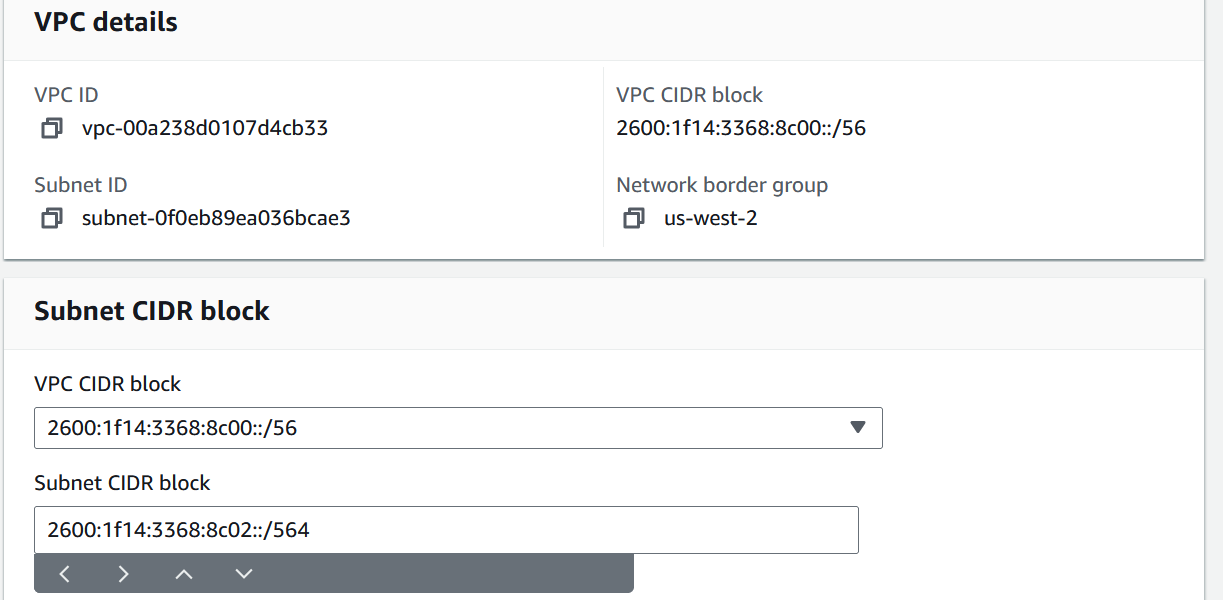 VPC details
VPC ID
VPC CIDR block
vpc-00a238d0107d4cb33
2600:1f14:3368:8c00::/56
Subnet ID
Network border group
subnet-0f0eb89ea036bcae3
us-west-2
Subnet CIDR block
VPC CIDR block
2600:1f14:3368:8c00::/56
Subnet CIDR block
2600:1f14:3368:8c02::/564